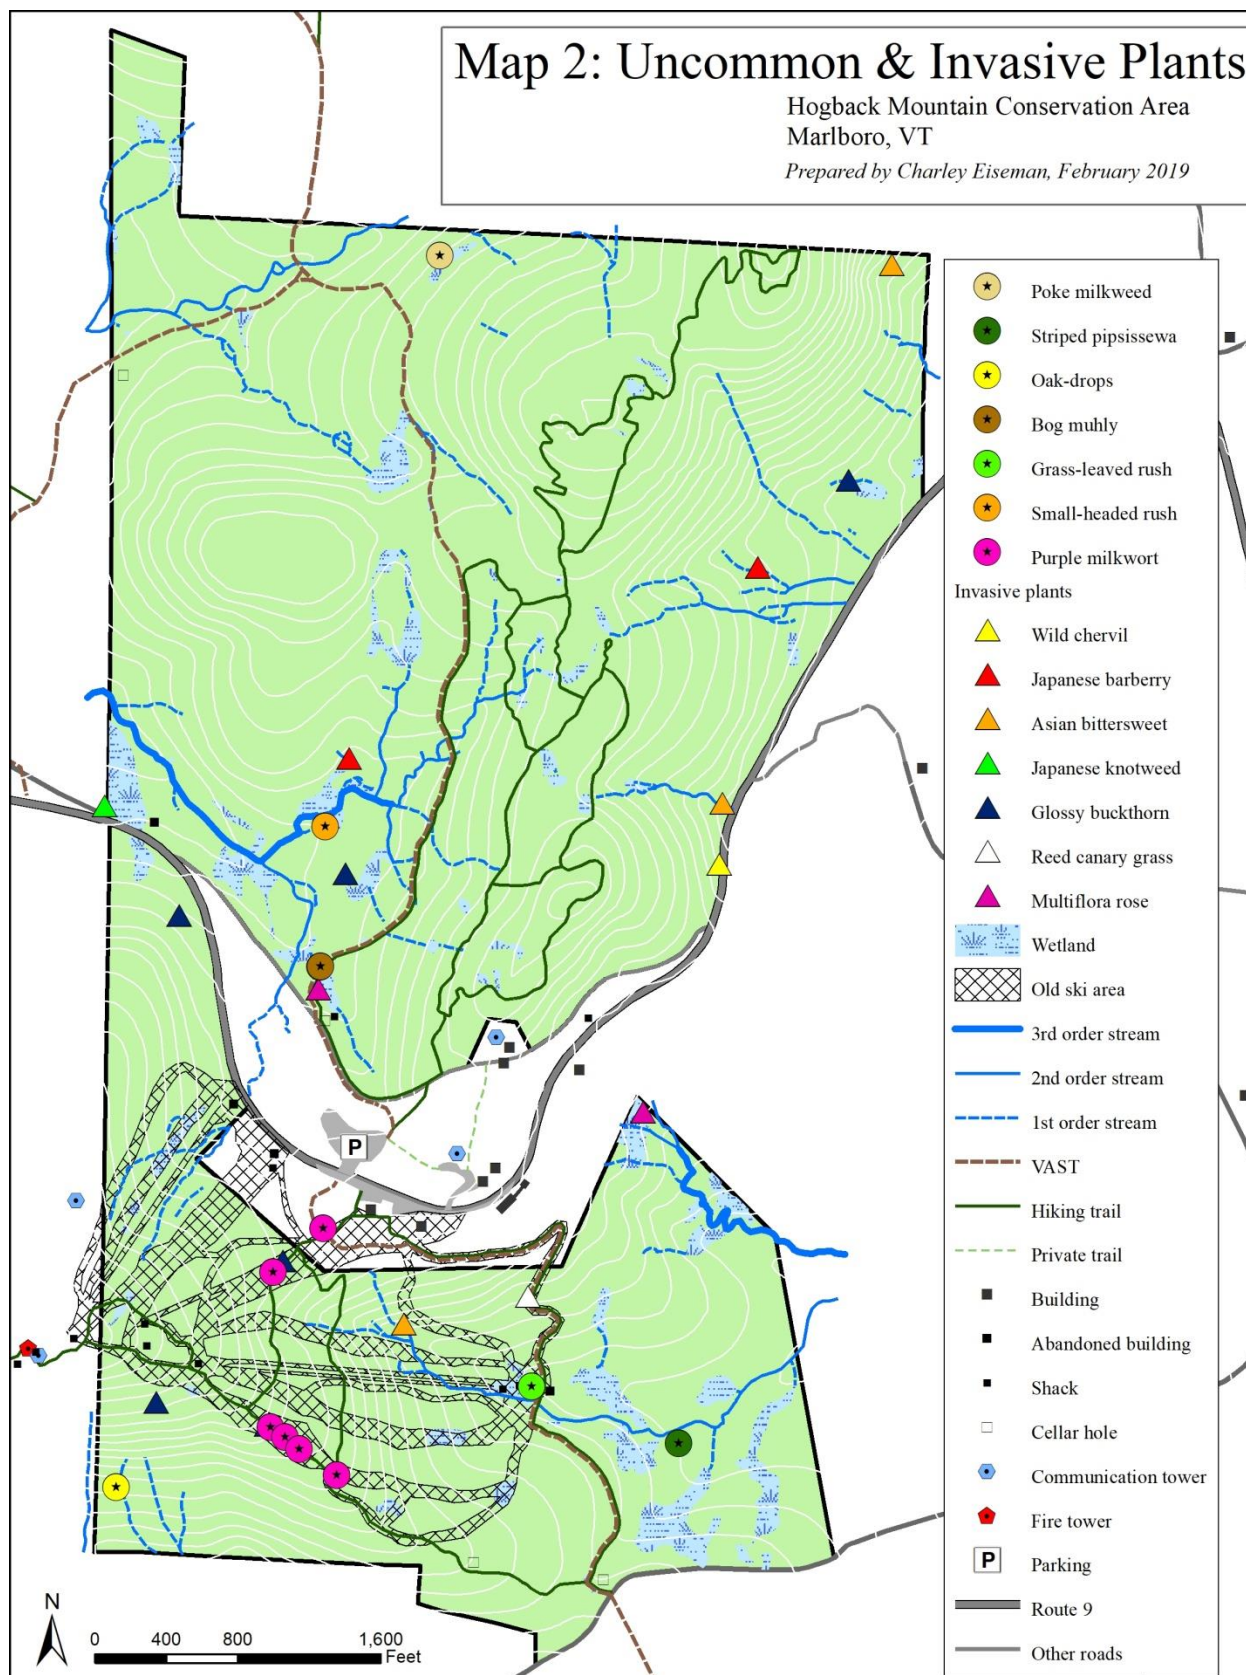 Map 2: Uncommon & Invasive Plants
Hogback Mountain Conservation Area
Marlboro, VT
Prepared by Charley Eiseman, February 2019
Poke milkweed
Striped pipsissewa
Oak-drops
Bog muhly
Grass-leaved rush
Small-headed rush
Purple milkwort
Invasive plants
Wild chervil
Japanese barberry
Asian bittersweet
Japanese knotweed
Glossy buckthorn
Reed canary grass
Multiflora rose
Wetland
Old ski area
3rd order stream
2nd order stream
1st order stream
VAST
Hiking trail
Private trail
Building
Abandoned building
Shack
Cellar hole
Communication tower
Fire tower
P Parking
Route 9
Other roads
P
N
0 400 800 1,600
Feet